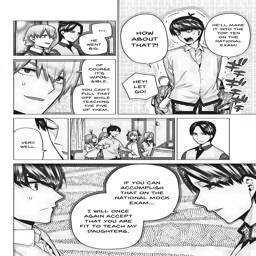 HE'LL MAKE IT
INTO THE TOP
TEN ON
THE NATIONAL
EXAM!
HOW
ABOUT
THAT?!
HEY!
LET
GO!
...
HE
WENT
BIG.
OF COURSE
IT'S IMPOS-
SIBLE.
YOU CAN'T
PULL THAT
OFF WHILE
TEACHING
THE FIVE
OF THEM.
VERY
WELL.
IF YOU CAN
ACCOMPLISH
THAT ON
THE NATIONAL
MOCK
EXAM...
I WILL ONCE
AGAIN ACCEPT
THAT YOU ARE
FIT TO TEACH MY
DAUGHTERS.